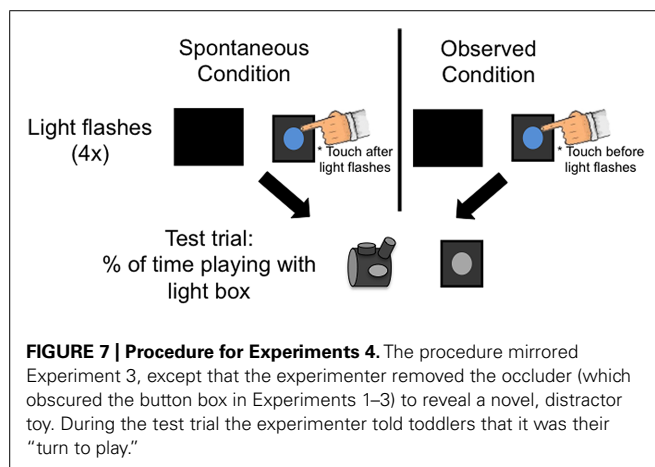 Spontaneous
Condition
Observed
Condition
Light flashes
(4x)
* Touch after
light flashes
* Touch before
light flashes
Test trial:
% of time playing with
light box
FIGURE 7 | Procedure for Experiments 4. The procedure mirrored
Experiment 3, except that the experimenter removed the occluder (which
obscured the button box in Experiments 1–3) to reveal a novel, distractor
toy. During the test trial the experimenter told toddlers that it was their
“turn to play.”